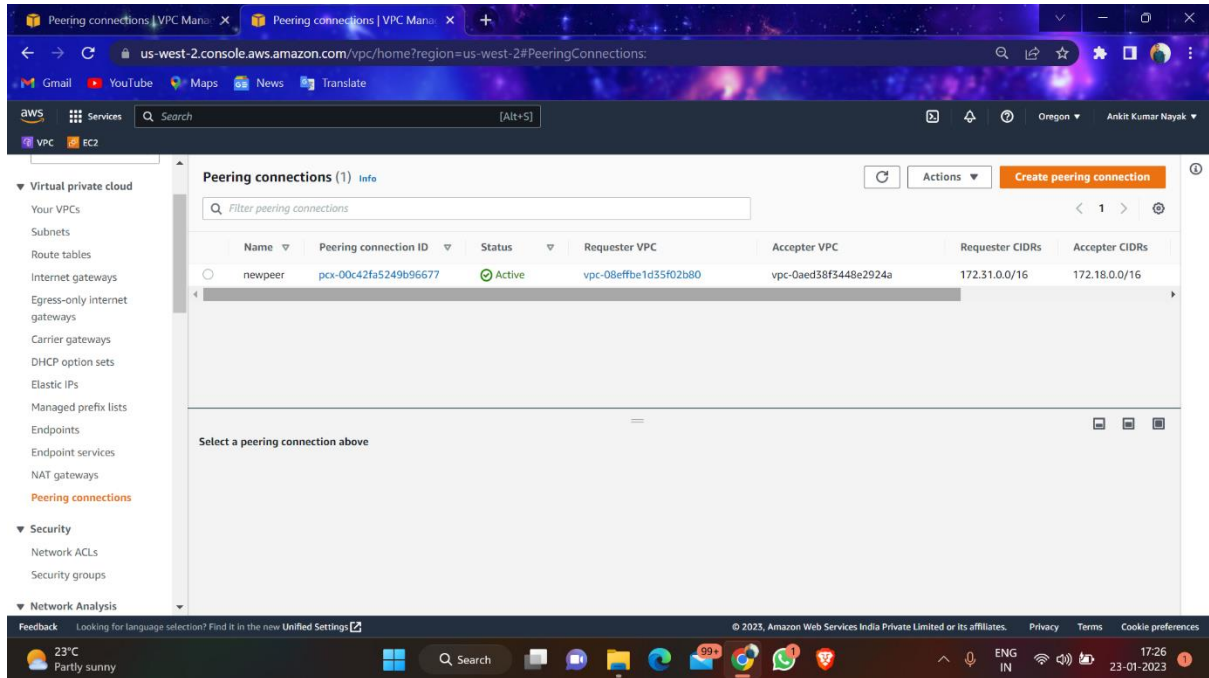 Peering connections | VPC Mana
Peering connections | VPC Mana
us-west-2.console.aws.amazon.com/vpc/home?region=us-west-2#PeeringConnections:
Gmail YouTube Maps News Translate
aws Services Search [Alt+S] Oregon Ankit Kumar Nayak
VPC EC2
Virtual private cloud
Your VPCs
Subnets
Route tables
Internet gateways
Egress-only internet
gateways
Carrier gateways
DHCP option sets
Elastic IPs
Managed prefix lists
Endpoints
Endpoint services
NAT gateways
Peering connections
Security
Network ACLs
Security groups
Network Analysis
Peering connections (1) Info
Actions Create peering connection
Filter peering connections
1
Name Peering connection ID Status Requester VPC Accepter VPC Requester CIDRs Accepter CIDRs
newpeer pcx-00c42fa5249b96677 Active vpc-08effbe1d35f02b80 vpc-0aed38f3448e2924a 172.31.0.0/16 172.18.0.0/16
Select a peering connection above
Feedback Looking for language selection? Find it in the new Unified Settings © 2023, Amazon Web Services India Private Limited or its affiliates. Privacy Terms Cookie preferences
23°C
Partly sunny
Search
99+
1
ENG
IN
17:26
23-01-2023
1